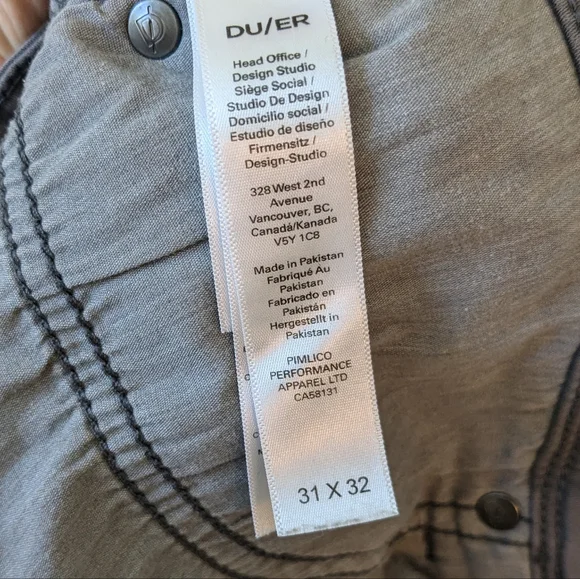 DU/ER
Head Office /
Design Studio
Siège Social /
Studio De Design
Domicilio social /
Estudio de diseño
Firmensitz /
Design-Studio
328 West 2nd
Avenue
Vancouver, BC,
Canadá/Kanada
V5Y 1C8
Made in Pakistan
Fabriqué Au
Pakistan
Fabricado en
Pakistán
Hergestellt in
Pakistan
PIMLICO
PERFORMANCE
APPAREL LTD
CA58131
31 X 32